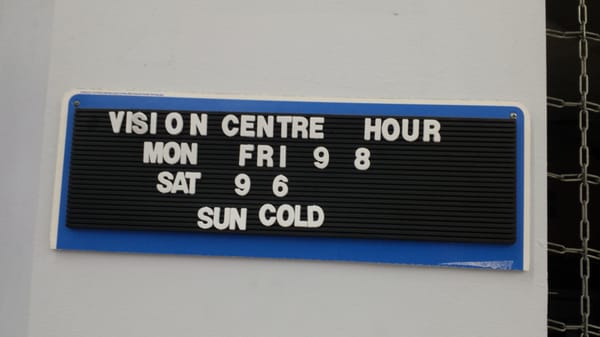 VISION CENTRE HOUR
MON FRI 9 8
SAT 9 6
SUN COLD